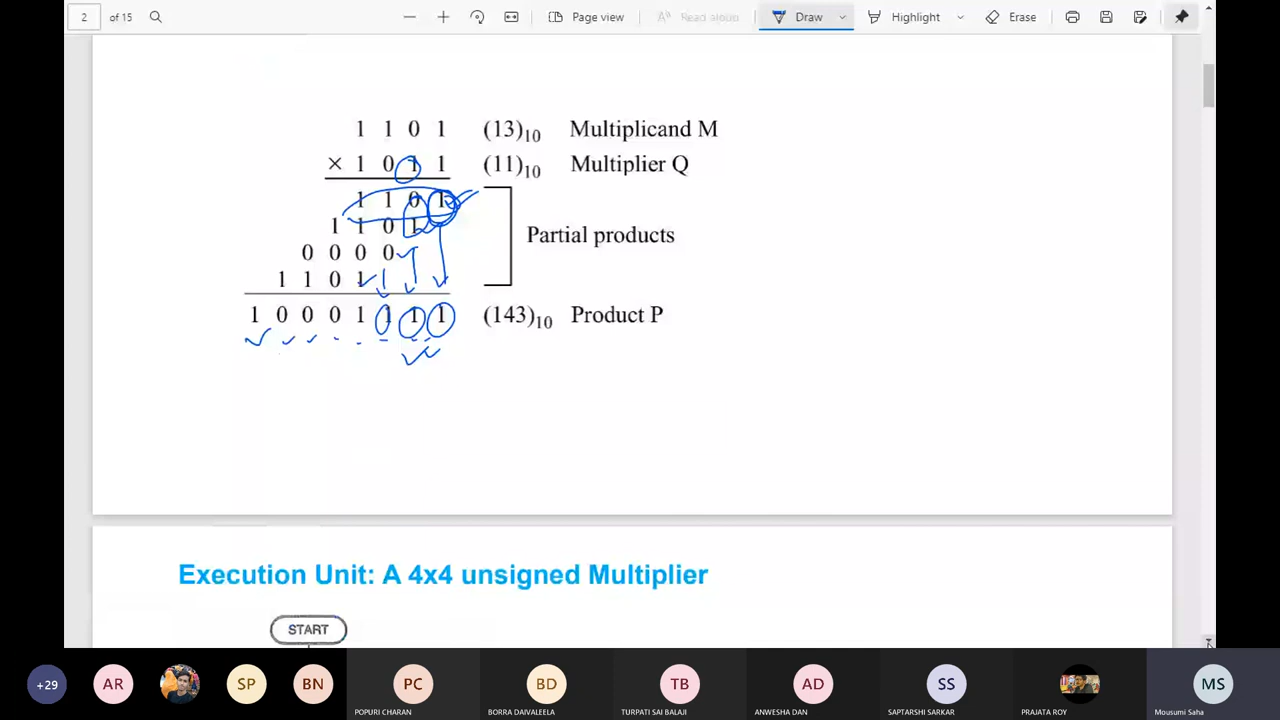 2 of 15 Page view Read aloud Draw Highlight Erase
1 1 0 1 (13)10 Multiplicand M
× 1 0 1 1 (11)10 Multiplier Q
1 1 0 1
1 1 0 1
Partial products
0 0 0 0
1 1 0 1
1 0 0 0 1 1 1 1 (143)10 Product P
Execution Unit: A 4x4 unsigned Multiplier
START
+29 AR SP BN PC BD TB AD SS MS
POPURI CHARAN BORRA DAIVALEELA TURPATI SAI BALAJI ANWESHA DAN SAPTARSHI SARKAR PRAJATA ROY Mousumi Saha